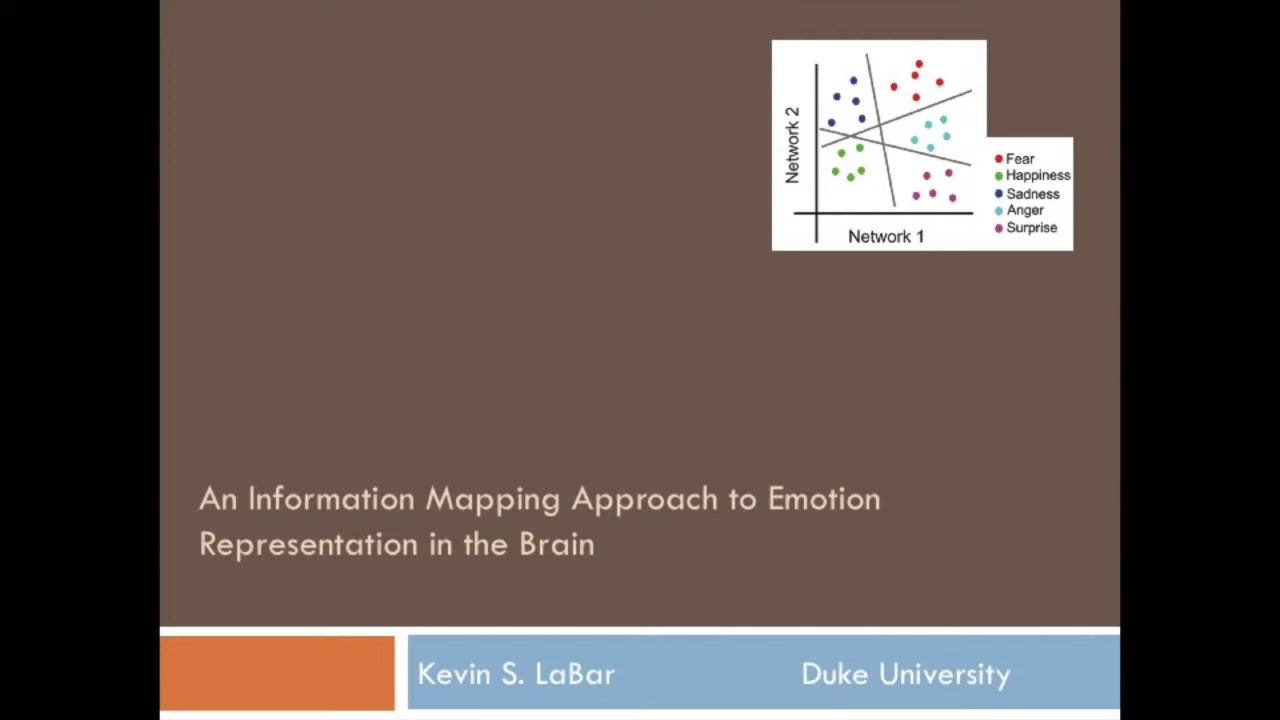 Network 2
Network 1
Fear
Happiness
Sadness
Anger
Surprise
An Information Mapping Approach to Emotion
Representation in the Brain
Kevin S. LaBar
Duke University